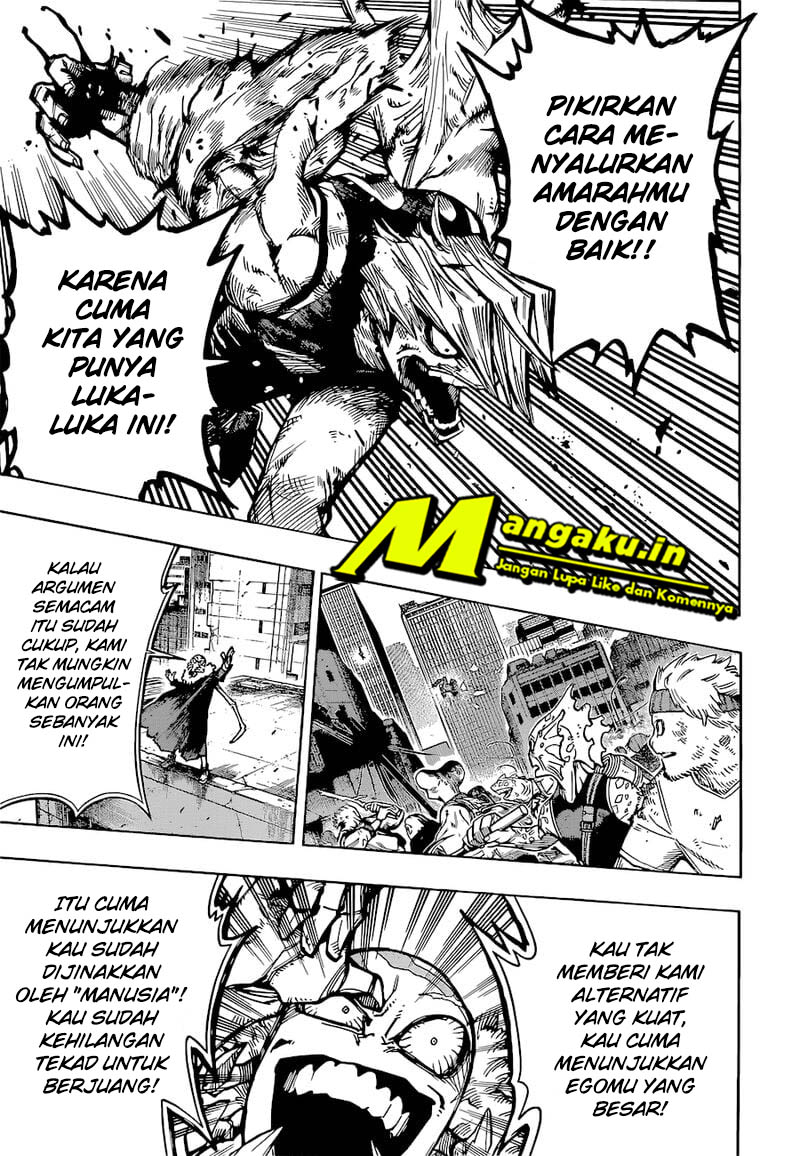 PIKIRKAN
CARA ME-
NYALURKAN
AMARAHMU
DENGAN
BAIK!!
KARENA
CUMA
KITA YANG
PUNYA
LUKA-
LUKA INI!
Mangaku.in
Jangan Lupa Like dan Komennya
KALAU
ARGUMEN
SEMACAM
ITU SUDAH
CUKUP, KAMI
TAK MUNGKIN
MENGUMPUL-
KAN ORANG
SEBANYAK
INI!
KAU TAK
MEMBERI KAMI
ALTERNATIF
YANG KUAT,
KAU CUMA
MENUNJUKKAN
EGOMU YANG
BESAR!
ITU CUMA
MENUNJUKKAN
KAU SUDAH
DIJINAKKAN
OLEH "MANUSIA"!
KAU SUDAH
KEHILANGAN
TEKAD UNTUK
BERJUANG!